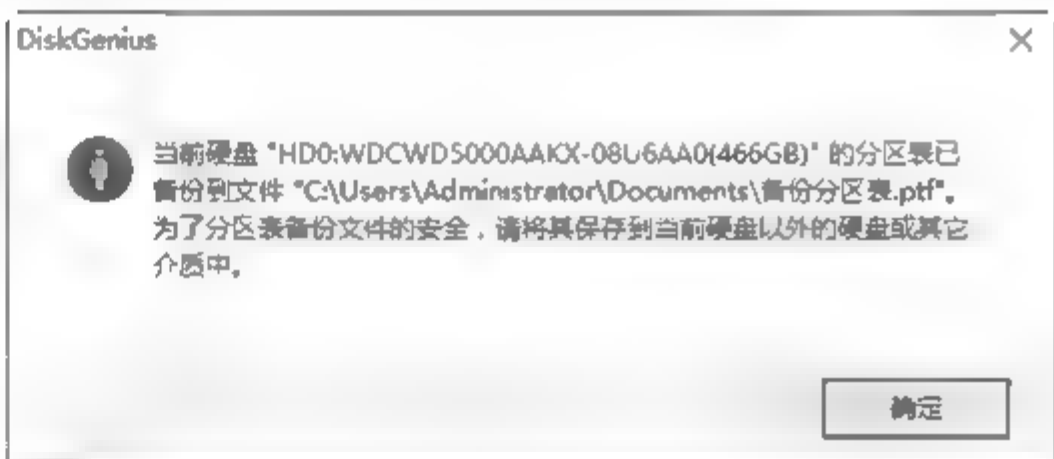 DiskGenius
当前硬盘 "HD0:WDCWD5000AAKX-08U6AA0(466GB)" 的分区表已
备份到文件 "C:\Users\Administrator\Documents\备份分区表.ptf"。
为了分区表备份文件的安全，请将其保存到当前硬盘以外的硬盘或其它
介质中。
确定